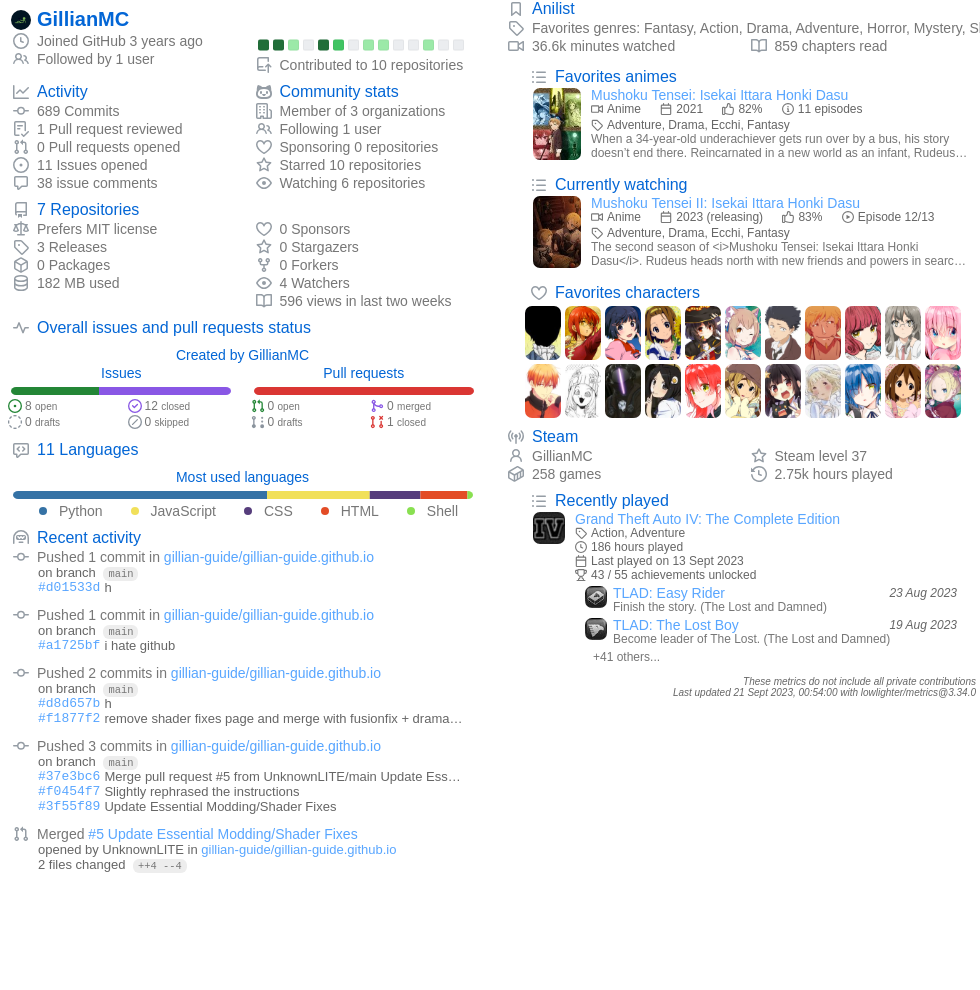 GillianMC
Joined GitHub 3 years ago
Followed by 1 user
Contributed to 10 repositories
Activity
689 Commits
1 Pull request reviewed
0 Pull requests opened
11 Issues opened
38 issue comments
Community stats
Member of 3 organizations
Following 1 user
Sponsoring 0 repositories
Starred 10 repositories
Watching 6 repositories
7 Repositories
Prefers MIT license
3 Releases
0 Packages
182 MB used
0 Sponsors
0 Stargazers
0 Forkers
4 Watchers
596 views in last two weeks
Overall issues and pull requests status
Created by GillianMC
Issues
8 open
12 closed
0 drafts
0 skipped
Pull requests
0 open
0 merged
0 drafts
1 closed
11 Languages
Most used languages
Python JavaScript CSS HTML Shell
Recent activity
Pushed 1 commit in gillian-guide/gillian-guide.github.io
on branch main
#d01533d h
Pushed 1 commit in gillian-guide/gillian-guide.github.io
on branch main
#a1725bf i hate github
Pushed 2 commits in gillian-guide/gillian-guide.github.io
on branch main
#d8d657b h
#f1877f2 remove shader fixes page and merge with fusionfix + drama…
Pushed 3 commits in gillian-guide/gillian-guide.github.io
on branch main
#37e3bc6 Merge pull request #5 from UnknownLITE/main Update Ess…
#f0454f7 Slightly rephrased the instructions
#3f55f89 Update Essential Modding/Shader Fixes
Merged #5 Update Essential Modding/Shader Fixes
opened by UnknownLITE in gillian-guide/gillian-guide.github.io
2 files changed ++4 --4
Anilist
Favorites genres: Fantasy, Action, Drama, Adventure, Horror, Mystery, S
36.6k minutes watched
859 chapters read
Favorites animes
Mushoku Tensei: Isekai Ittara Honki Dasu
Anime 2021 82% 11 episodes
Adventure, Drama, Ecchi, Fantasy
When a 34-year-old underachiever gets run over by a bus, his story
doesn’t end there. Reincarnated in a new world as an infant, Rudeus…
Currently watching
Mushoku Tensei II: Isekai Ittara Honki Dasu
Anime 2023 (releasing) 83% Episode 12/13
Adventure, Drama, Ecchi, Fantasy
The second season of <i>Mushoku Tensei: Isekai Ittara Honki
Dasu</i>. Rudeus heads north with new friends and powers in searc…
Favorites characters
Steam
GillianMC
Steam level 37
258 games
2.75k hours played
Recently played
IV
Grand Theft Auto IV: The Complete Edition
Action, Adventure
186 hours played
Last played on 13 Sept 2023
43 / 55 achievements unlocked
TLAD: Easy Rider 23 Aug 2023
Finish the story. (The Lost and Damned)
TLAD: The Lost Boy 19 Aug 2023
Become leader of The Lost. (The Lost and Damned)
+41 others...
These metrics do not include all private contributions
Last updated 21 Sept 2023, 00:54:00 with lowlighter/metrics@3.34.0